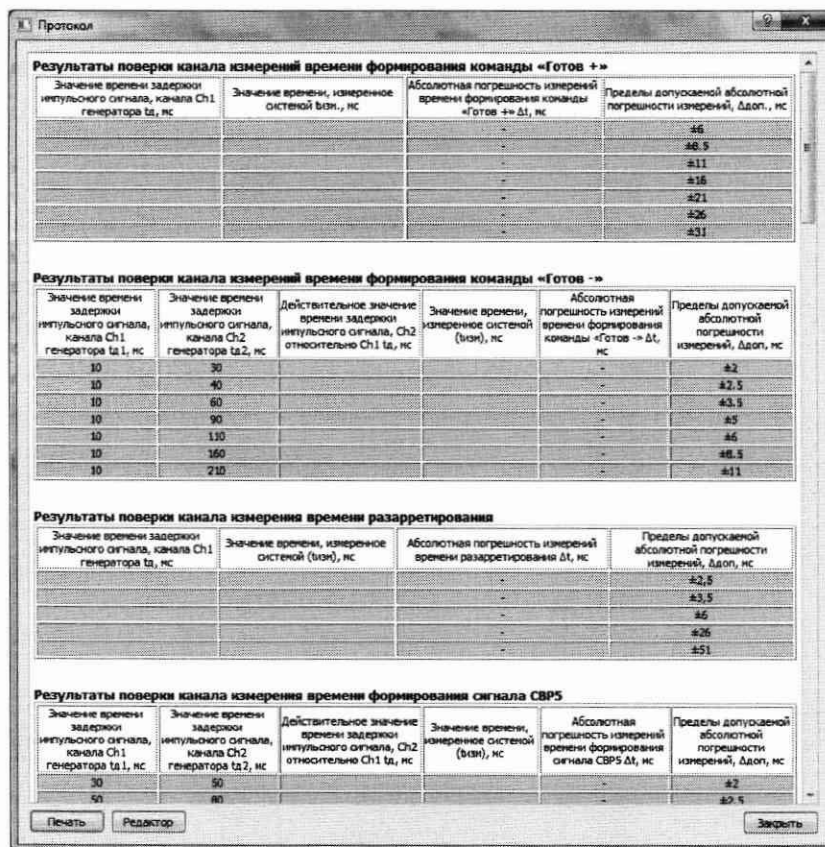 Протокол
Результаты поверки канала измерений времени формирования команды «Готов +»
Значение времени задержки импульсного сигнала, канала Ch1 генератора tд, мс
Значение времени, измеренное системой tизм., мс
Абсолютная погрешность измерений времени формирования команды «Готов +» Δt, мс
Пределы допускаемой абсолютной погрешности измерений, Δдоп., мс
- ±6
- ±8.5
- ±11
- ±16
- ±21
- ±26
- ±31
Результаты поверки канала измерений времени формирования команды «Готов -»
Значение времени задержки импульсного сигнала, канала Ch1 генератора tд1, мс
Значение времени задержки импульсного сигнала, канала Ch2 генератора tд2, мс
Действительное значение времени задержки импульсного сигнала, Ch2 относительно Ch1 tд, мс
Значение времени, измеренное системой (tизм), мс
Абсолютная погрешность измерений времени формирования команды «Готов -» Δt, мс
Пределы допускаемой абсолютной погрешности измерений, Δдоп, мс
10 30 - ±2
10 40 - ±2.5
10 60 - ±3.5
10 90 - ±5
10 110 - ±6
10 160 - ±8.5
10 210 - ±11
Результаты поверки канала измерения времени разарретирования
Значение времени задержки импульсного сигнала, канала Ch1 генератора tд, мс
Значение времени, измеренное системой (tизм), мс
Абсолютная погрешность измерений времени разарретирования Δt, мс
Пределы допускаемой абсолютной погрешности измерений, Δдоп, мс
- ±2,5
- ±3,5
- ±6
- ±26
- ±51
Результаты поверки канала измерения времени формирования сигнала СВР5
Значение времени задержки импульсного сигнала, канала Ch1 генератора tд1, мс
Значение времени задержки импульсного сигнала, канала Ch2 генератора tд2, мс
Действительное значение времени задержки импульсного сигнала, Ch2 относительно Ch1 tд, мс
Значение времени, измеренное системой (tизм), мс
Абсолютная погрешность измерений времени формирования сигнала СВР5 Δt, мс
Пределы допускаемой абсолютной погрешности измерений, Δдоп, мс
30 50 - ±2
50 80 - ±2.5
Печать Редактор Закрыть